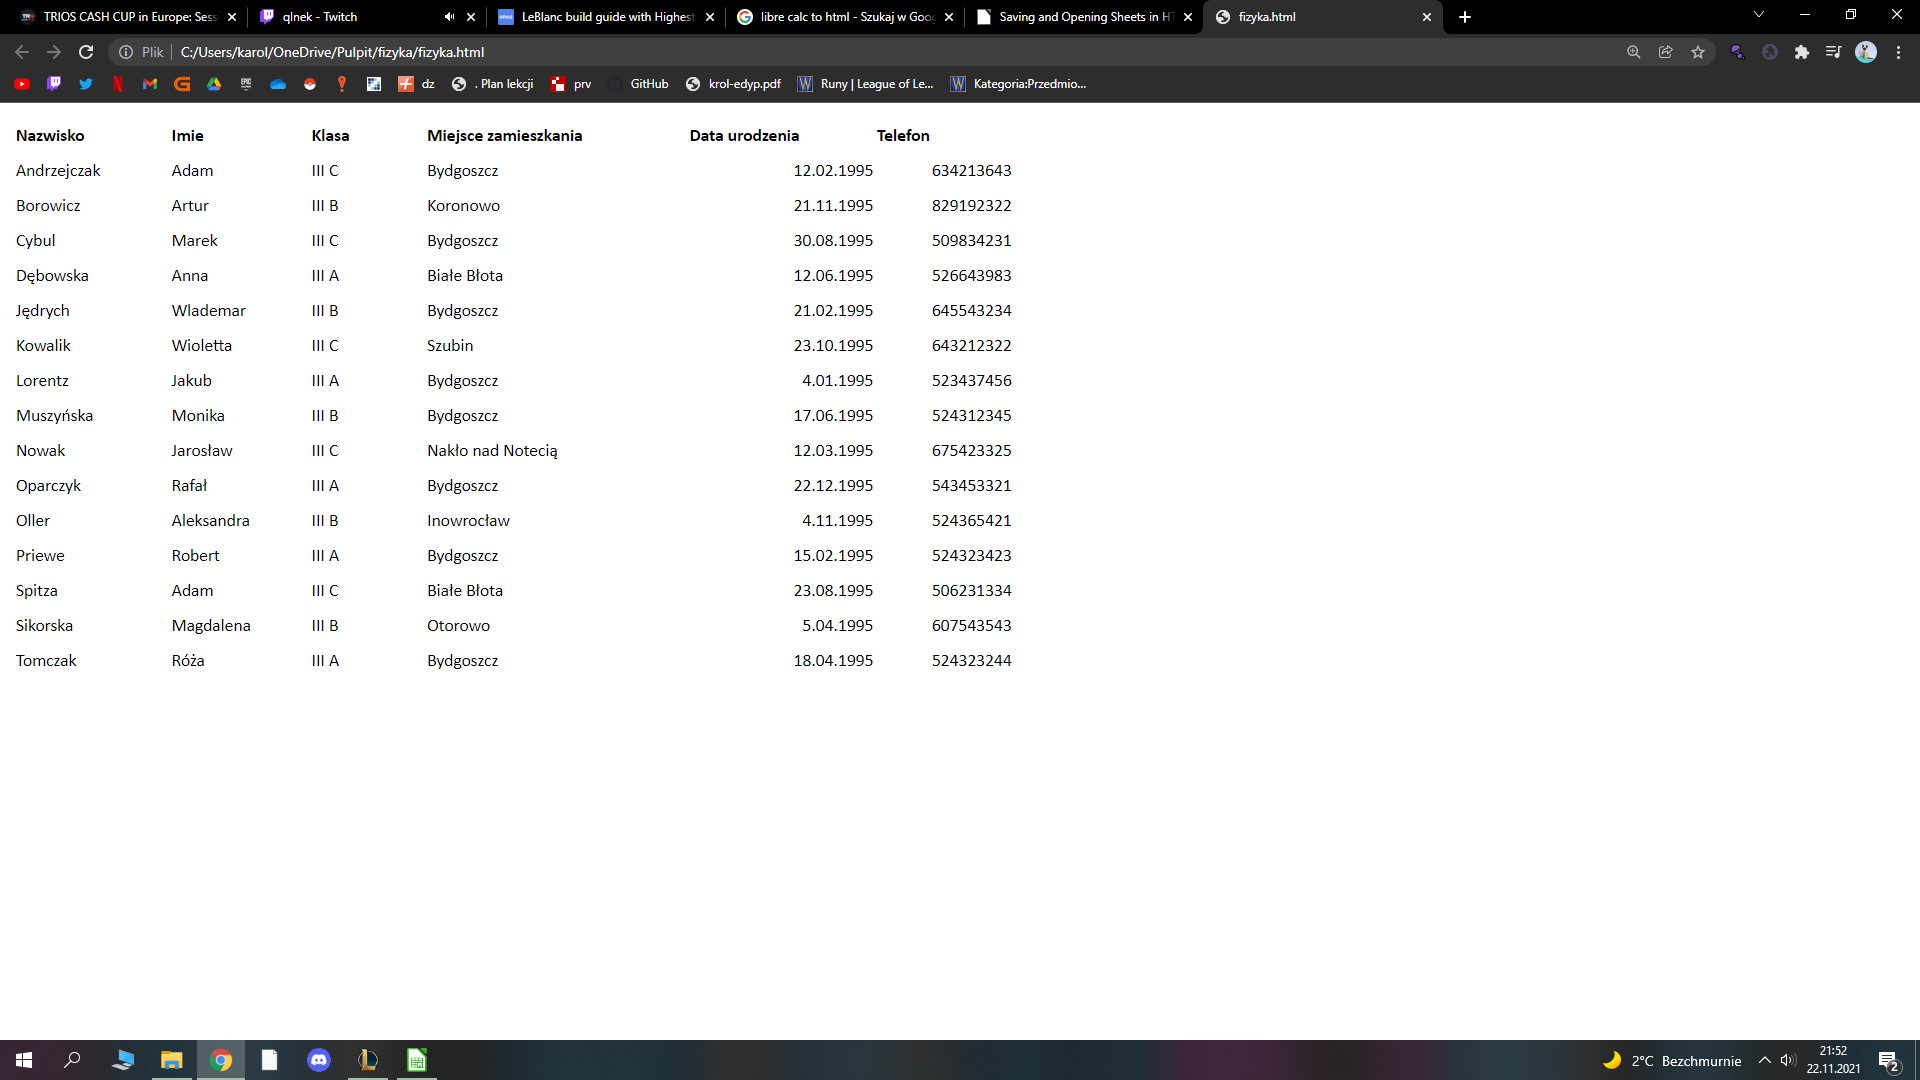 TRIOS CASH CUP in Europe: Sess
qlnek - Twitch
LeBlanc build guide with Highest
libre calc to html - Szukaj w Goog
Saving and Opening Sheets in HT
fizyka.html
Plik C:/Users/karol/OneDrive/Pulpit/fizyka/fizyka.html
dz . Plan lekcji prv GitHub krol-edyp.pdf Runy | League of Le... Kategoria:Przedmio...
Nazwisko Imie Klasa Miejsce zamieszkania Data urodzenia Telefon
Andrzejczak Adam III C Bydgoszcz 12.02.1995 634213643
Borowicz Artur III B Koronowo 21.11.1995 829192322
Cybul Marek III C Bydgoszcz 30.08.1995 509834231
Dębowska Anna III A Białe Błota 12.06.1995 526643983
Jędrych Wlademar III B Bydgoszcz 21.02.1995 645543234
Kowalik Wioletta III C Szubin 23.10.1995 643212322
Lorentz Jakub III A Bydgoszcz 4.01.1995 523437456
Muszyńska Monika III B Bydgoszcz 17.06.1995 524312345
Nowak Jarosław III C Nakło nad Notecią 12.03.1995 675423325
Oparczyk Rafał III A Bydgoszcz 22.12.1995 543453321
Oller Aleksandra III B Inowrocław 4.11.1995 524365421
Priewe Robert III A Bydgoszcz 15.02.1995 524323423
Spitza Adam III C Białe Błota 23.08.1995 506231334
Sikorska Magdalena III B Otorowo 5.04.1995 607543543
Tomczak Róża III A Bydgoszcz 18.04.1995 524323244
2°C Bezchmurnie
21:52
22.11.2021
2